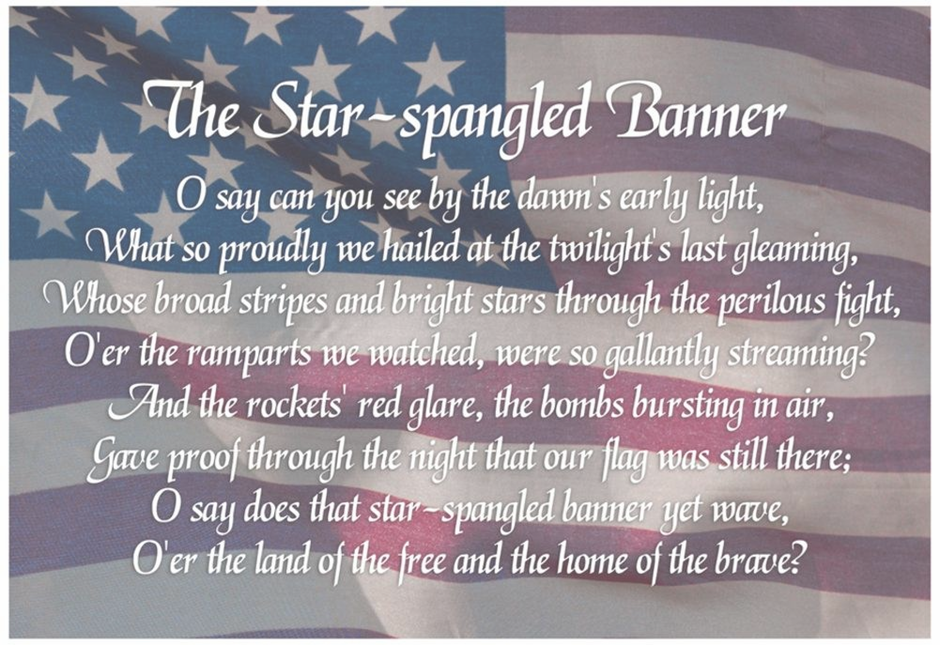 The Star-spangled Banner
O say can you see by the dawn's early light,
What so proudly we hailed at the twilight's last gleaming,
Whose broad stripes and bright stars through the perilous fight,
O'er the ramparts we watched, were so gallantly streaming?
And the rockets' red glare, the bombs bursting in air,
Gave proof through the night that our flag was still there;
O say does that star-spangled banner yet wave,
O'er the land of the free and the home of the brave?